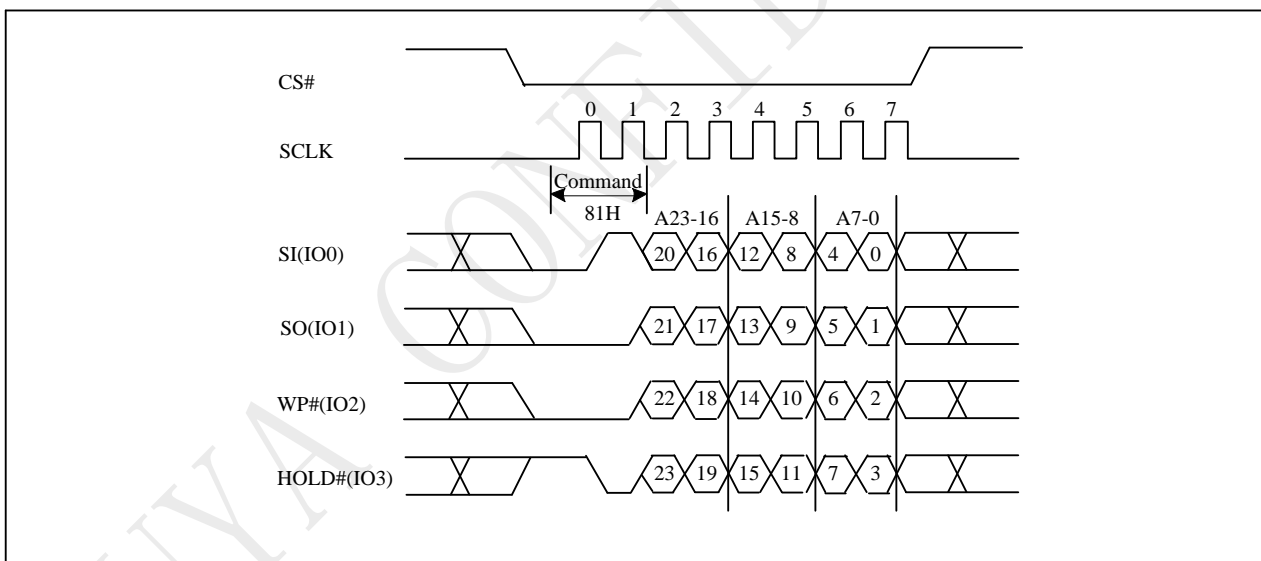 CS#
0 1 2 3 4 5 6 7
SCLK
Command
81H
A23-16 A15-8 A7-0
SI(IO0) 20 16 12 8 4 0
SO(IO1) 21 17 13 9 5 1
WP#(IO2) 22 18 14 10 6 2
HOLD#(IO3) 23 19 15 11 7 3